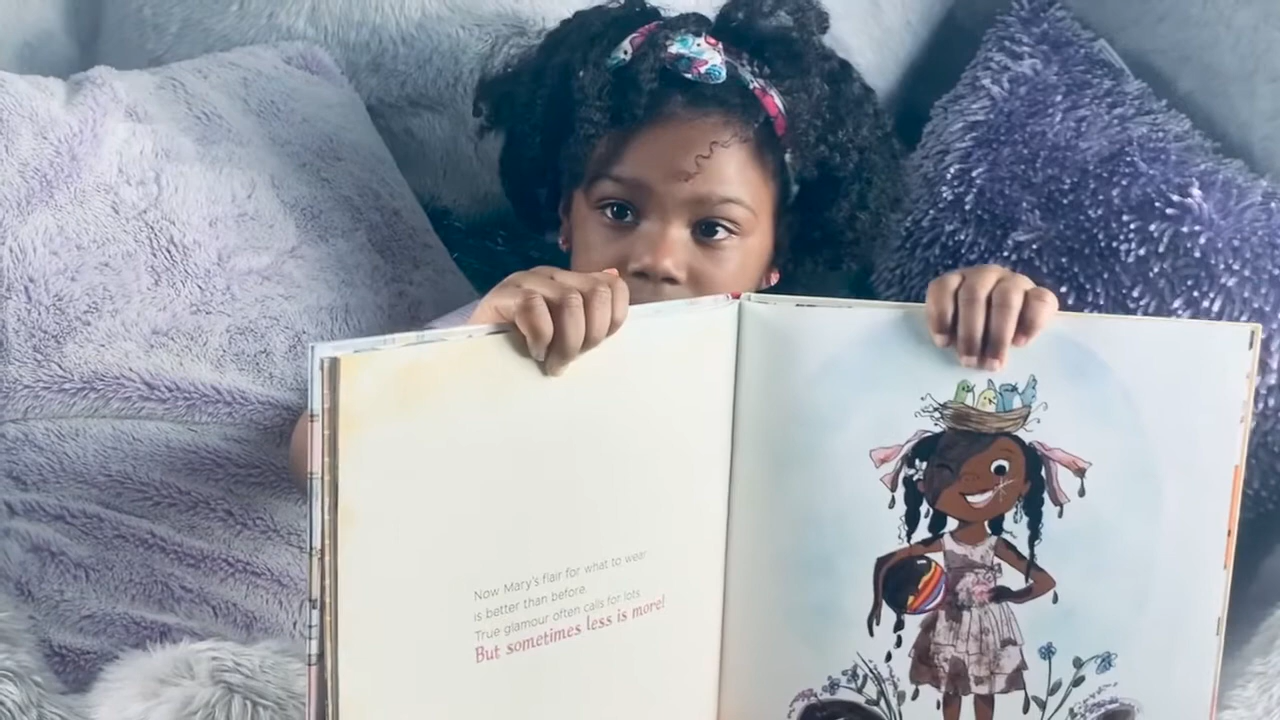 Now Mary's flair for what to wear
is better than before.
True glamour often calls for lots
But sometimes less is more!